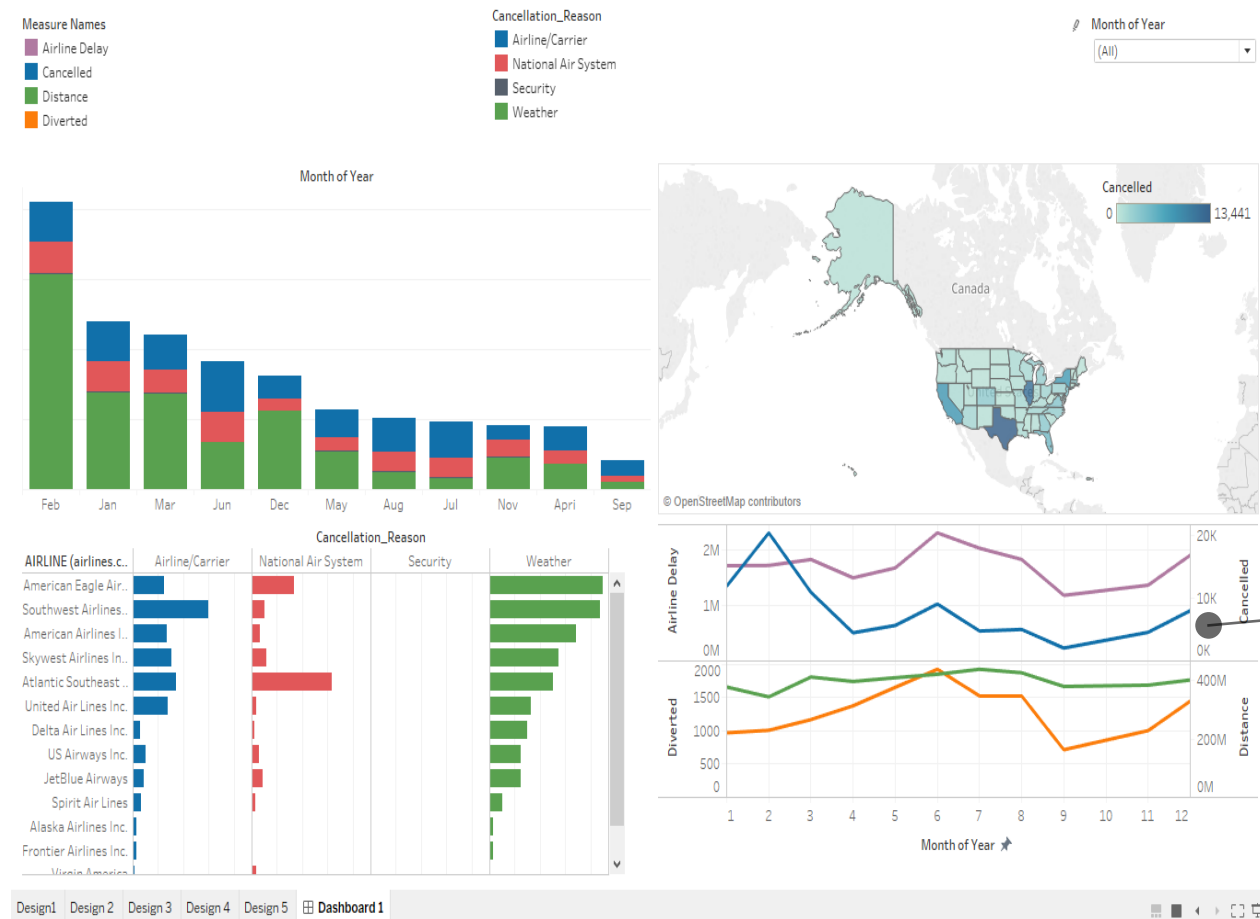 Measure Names
Airline Delay
Cancelled
Distance
Diverted
Cancellation_Reason
Airline/Carrier
National Air System
Security
Weather
Month of Year
(All)
Month of Year
Feb Jan Mar Jun Dec May Aug Jul Nov Apri Sep
Cancelled
0 13,441
Canada
© OpenStreetMap contributors
Cancellation_Reason
AIRLINE (airlines.c.. Airline/Carrier National Air System Security Weather
American Eagle Air..
Southwest Airlines..
American Airlines I..
Skywest Airlines In..
Atlantic Southeast ..
United Air Lines Inc.
Delta Air Lines Inc.
US Airways Inc.
JetBlue Airways
Spirit Air Lines
Alaska Airlines Inc.
Frontier Airlines Inc.
Virgin America
Airline Delay
2M
1M
0M
20K
10K
0K
Cancelled
Diverted
2000
1500
1000
500
0
400M
200M
0M
Distance
1 2 3 4 5 6 7 8 9 10 11 12
Month of Year
Design1 Design 2 Design 3 Design 4 Design 5 Dashboard 1